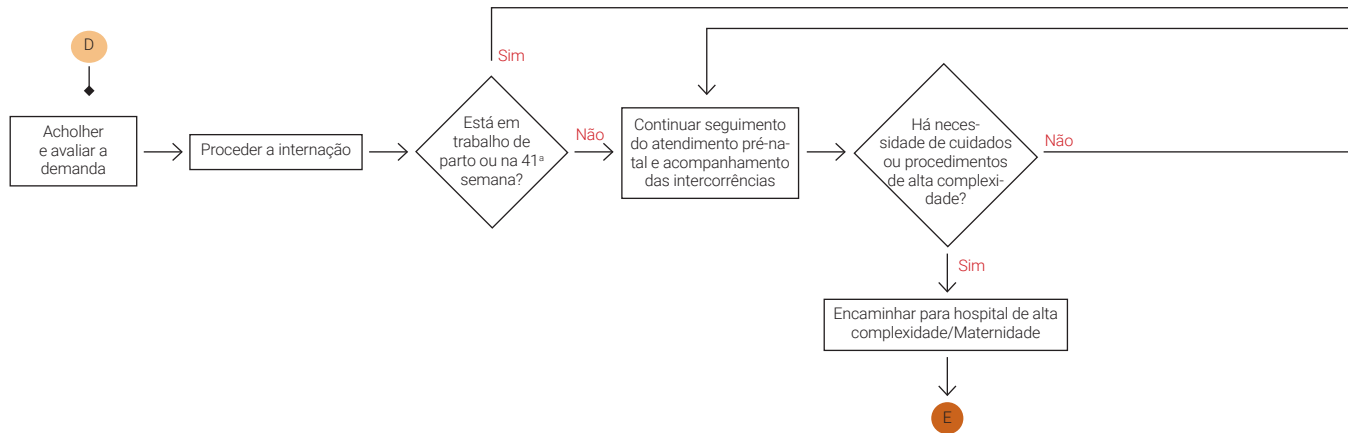 D
Acholher
e avaliar a
demanda
Proceder a internação
Sim
Está em
trabalho de
parto ou na 41ª
semana?
Não
Continuar seguimento
do atendimento pré-na-
tal e acompanhamento
das intercorrências
Há neces-
sidade de cuidados
ou procedimentos
de alta complexi-
dade?
Não
Sim
Encaminhar para hospital de alta
complexidade/Maternidade
E